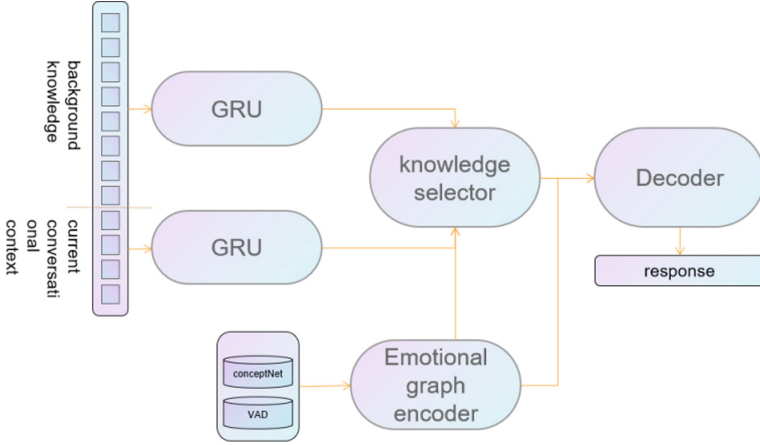 background
knowledge
GRU
knowledge
selector
Decoder
current
conversati
onal
context
GRU
response
conceptNet
VAD
Emotional
graph
encoder